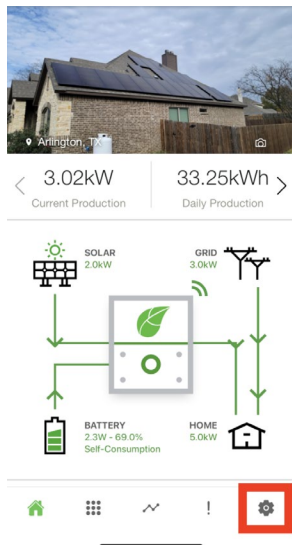 Arlington, TX
3.02kW
Current Production
33.25kWh
Daily Production
SOLAR
2.0kW
GRID
3.0kW
BATTERY
2.3W - 69.0%
Self-Consumption
HOME
5.0kW
!